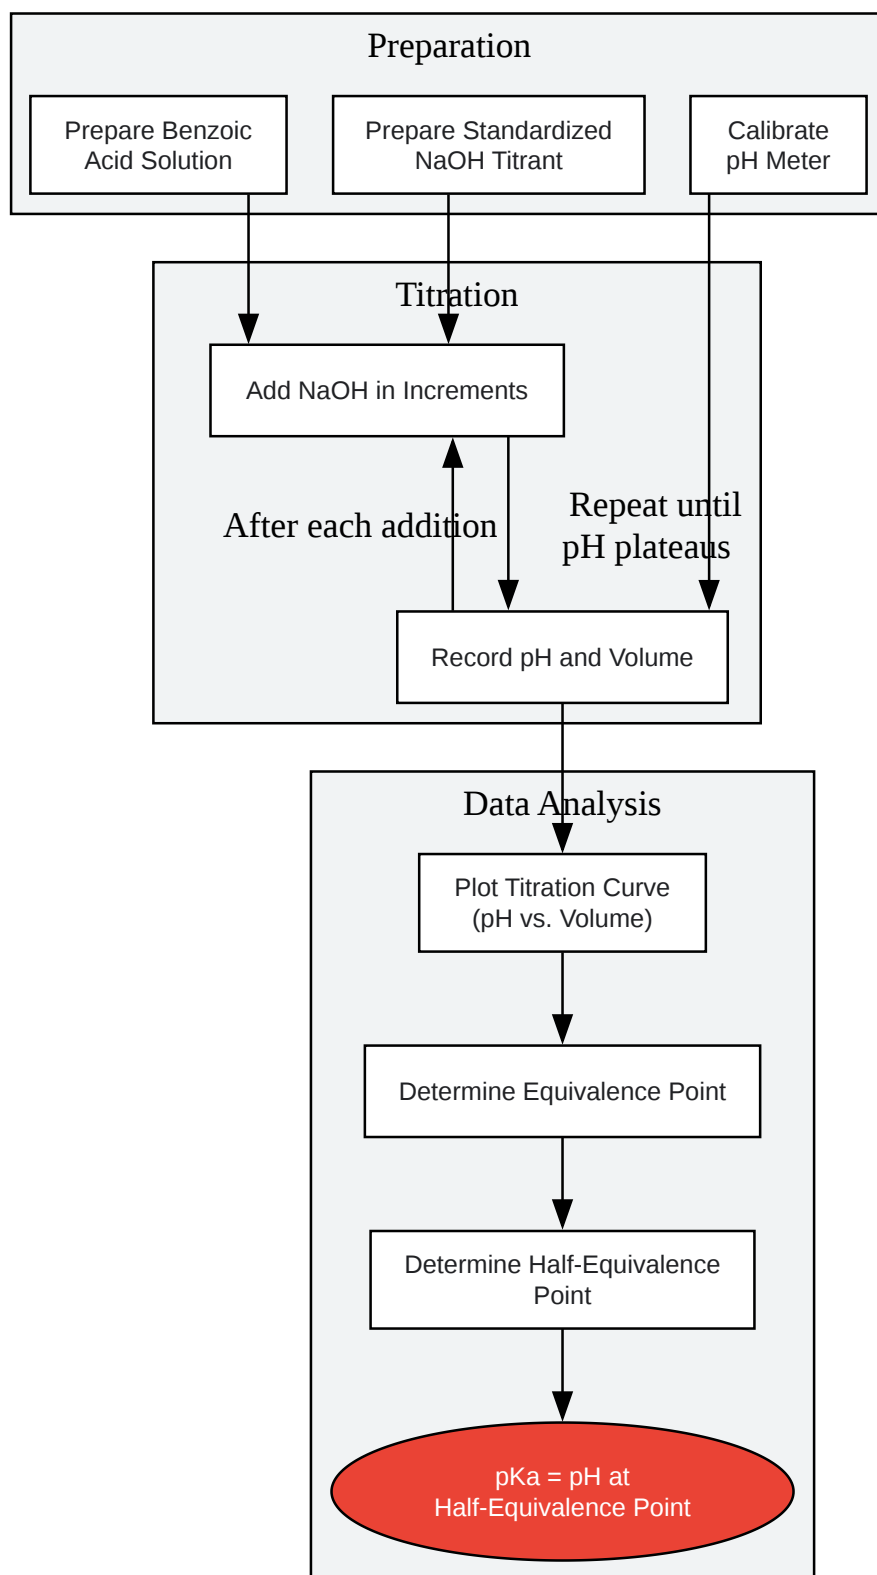 Preparation
Prepare Benzoic
Acid Solution
Prepare Standardized
NaOH Titrant
Calibrate
pH Meter
Titration
Add NaOH in Increments
After each addition
Repeat until
pH plateaus
Record pH and Volume
Data Analysis
Plot Titration Curve
(pH vs. Volume)
Determine Equivalence Point
Determine Half-Equivalence
Point
pKa = pH at
Half-Equivalence Point